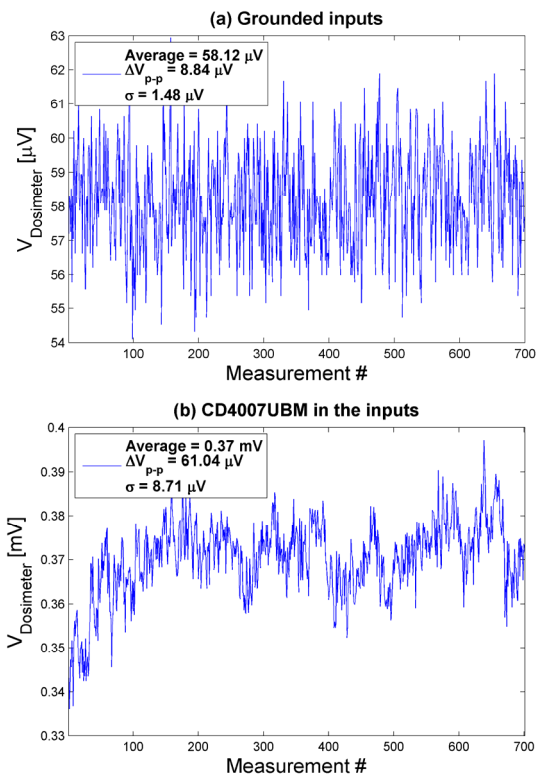 (a) Grounded inputs
Average = 58.12 μV
ΔVp-p = 8.84 μV
σ = 1.48 μV
63
62
61
60
59
58
57
56
55
54
VDosimeter [μV]
100 200 300 400 500 600 700
Measurement #
(b) CD4007UBM in the inputs
Average = 0.37 mV
ΔVp-p = 61.04 μV
σ = 8.71 μV
0.4
0.39
0.38
0.37
0.36
0.35
0.34
0.33
VDosimeter [mV]
100 200 300 400 500 600 700
Measurement #